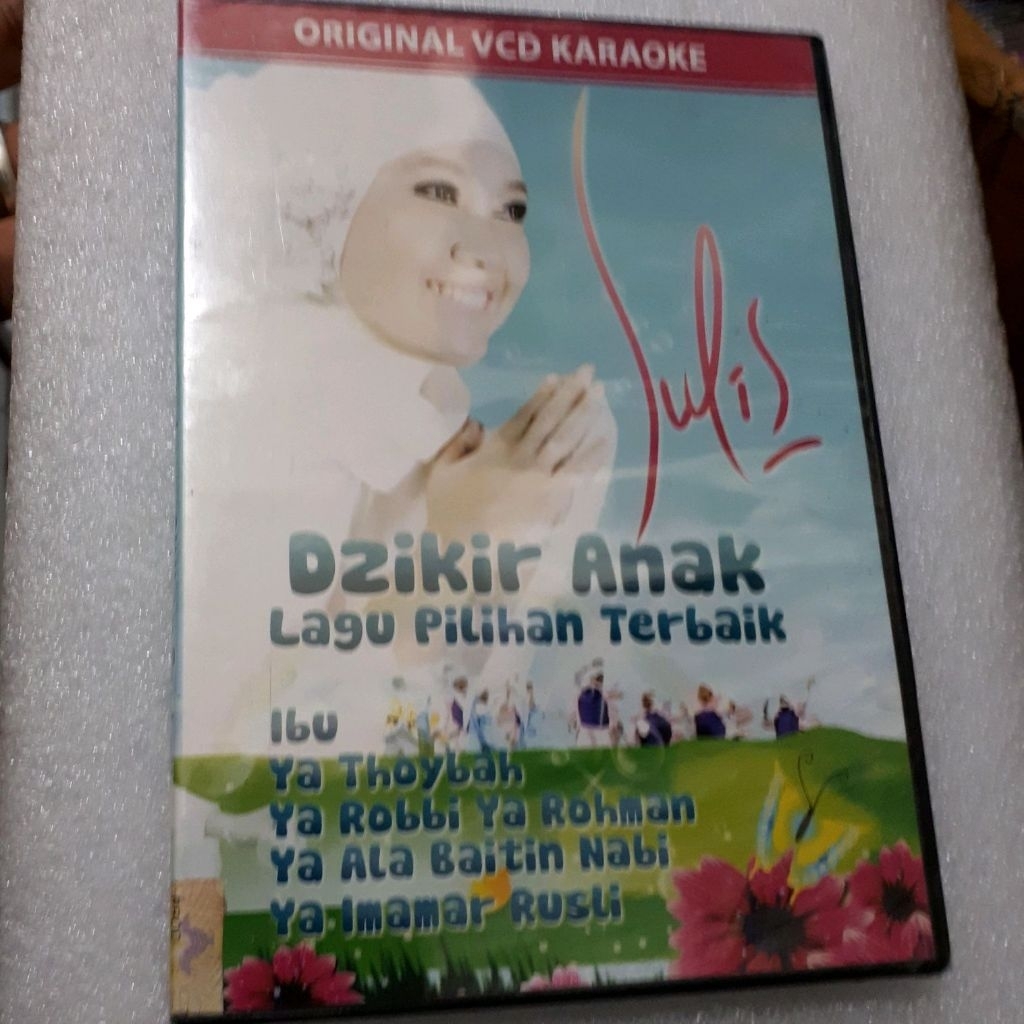 ORIGINAL VCD KARAOKE
Sulis
Dzikir Anak
Lagu Pilihan Terbaik
Ibu
Ya Thoybah
Ya Robbi Ya Rohman
Ya Ala Baitin Nabi
Ya Imamar Rusli